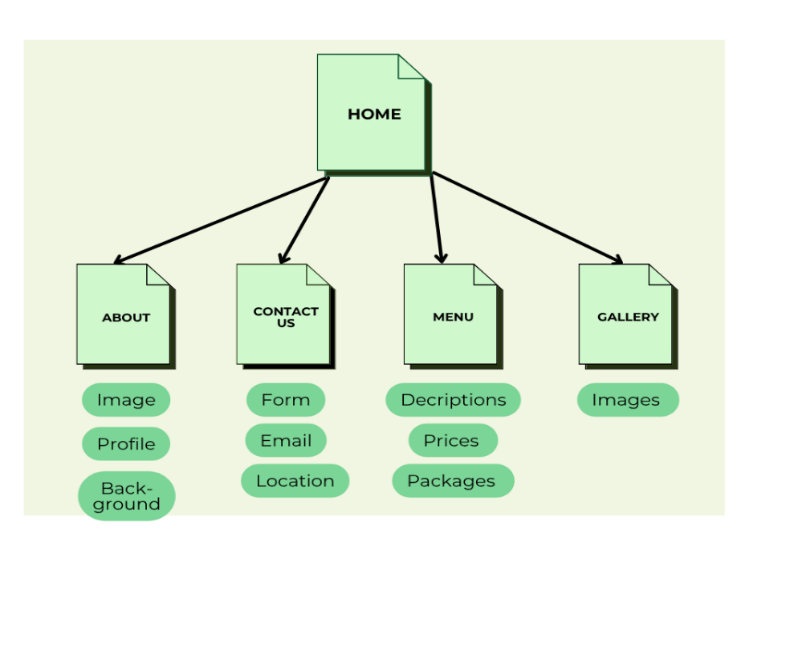 HOME
ABOUT
CONTACT
US
MENU
GALLERY
Image
Form
Decriptions
Images
Profile
Email
Prices
Back-
ground
Location
Packages